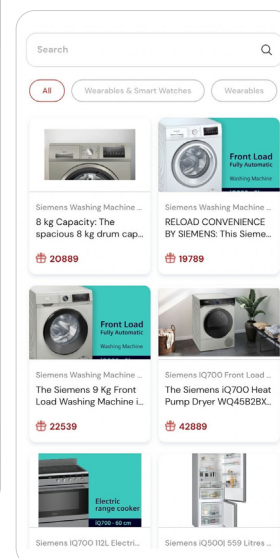 Search
All
Wearables & Smart Watches
Wearables
Front Load
Fully Automatic
Washing Machine
Siemens Washing Machine ...
8 kg Capacity: The
spacious 8 kg drum cap...
20889
Siemens Washing Machine ...
RELOAD CONVENIENCE
BY SIEMENS: This Sieme...
19789
Front Load
Fully Automatic
Washing Machine
Siemens Washing Machine ...
The Siemens 9 Kg Front
Load Washing Machine i...
22539
Siemens IQ700 Front Load ...
The Siemens iQ700 Heat
Pump Dryer WQ45B2BX...
42889
Electric
range cooker
iQ700 - 60 cm
Siemens IQ700 112L Electri...
Siemens iQ500| 559 Litres ...